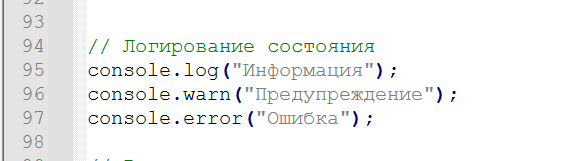 93
94 // Логирование состояния
95 console.log("Информация");
96 console.warn("Предупреждение");
97 console.error("Ошибка");
98